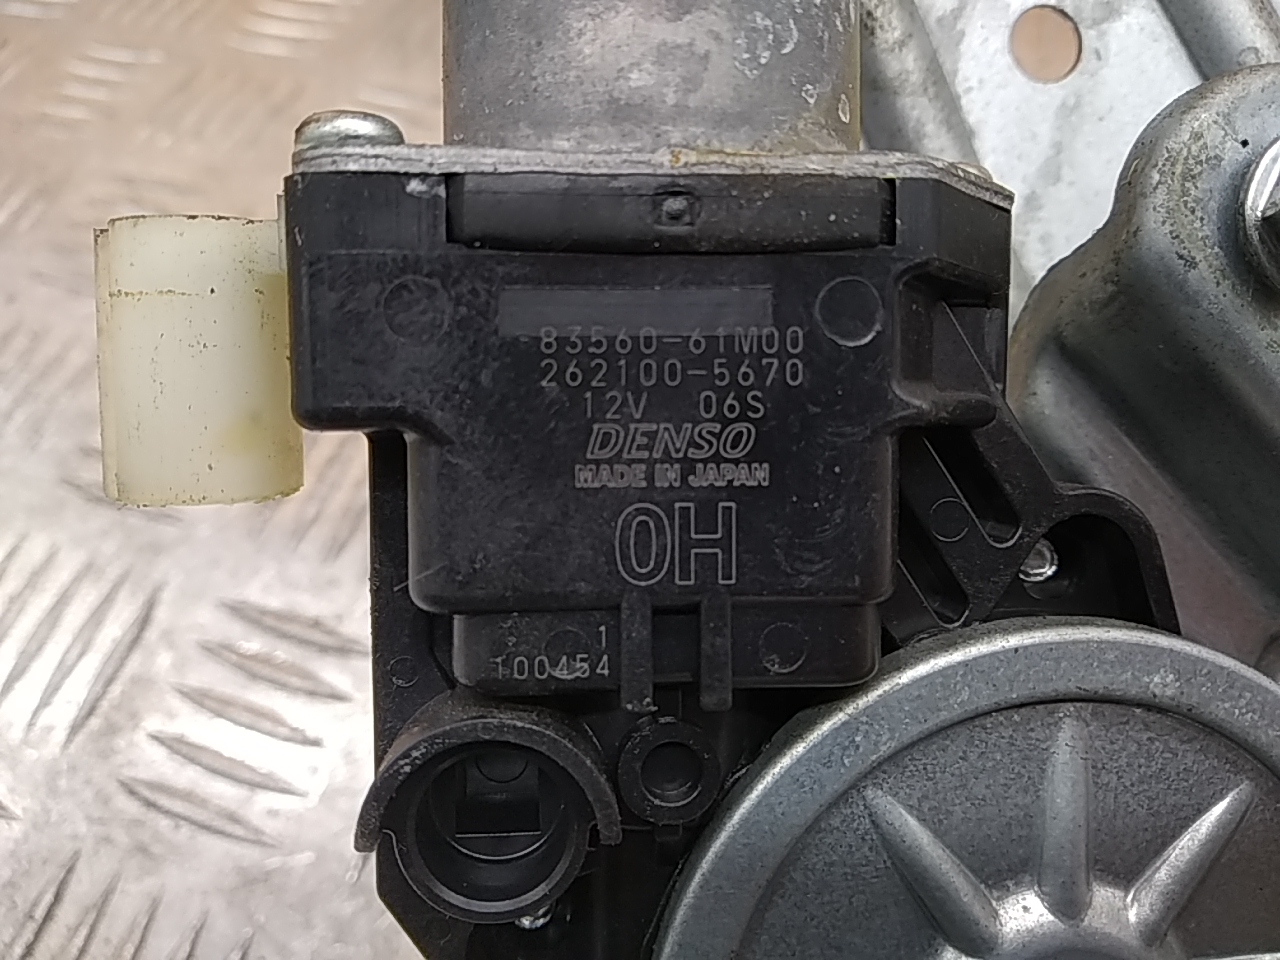 83560-61M00
262100-5670
12V 06S
DENSO
MADE IN JAPAN
0H
1
100454